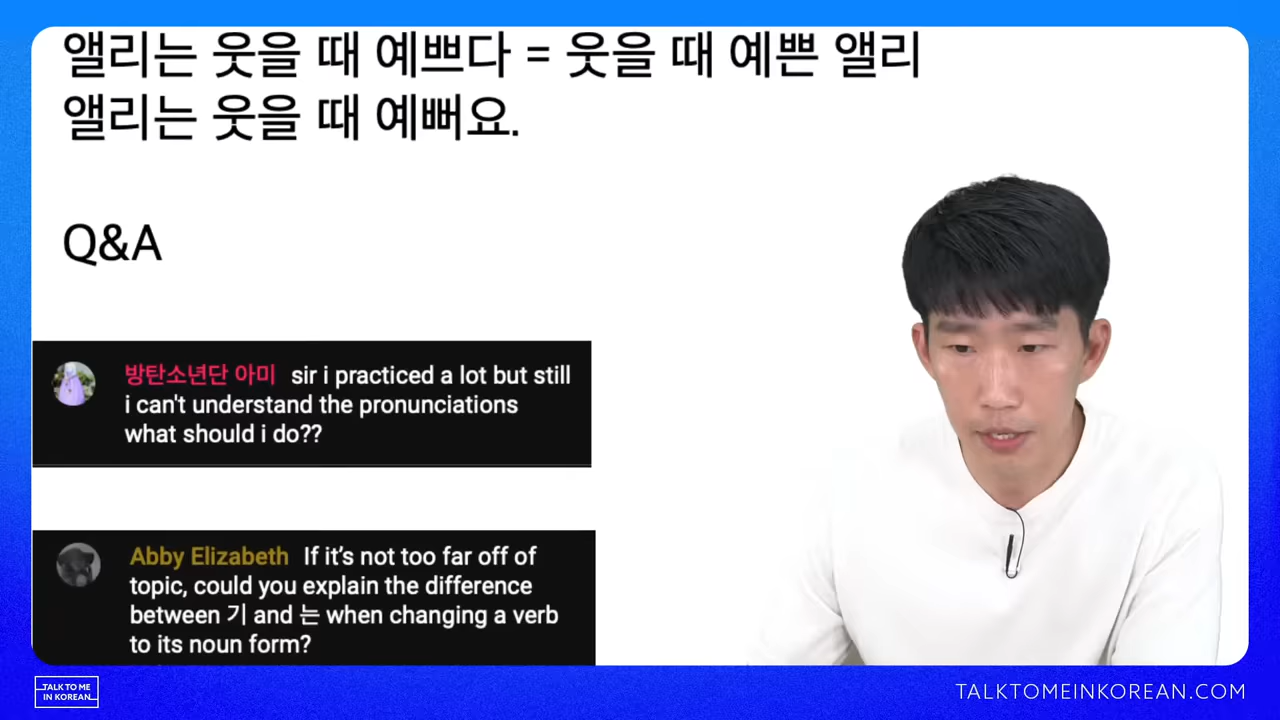 앨리는 웃을 때 예쁘다 = 웃을 때 예쁜 앨리
앨리는 웃을 때 예뻐요.
Q&A
방탄소년단 아미 sir i practiced a lot but still
i can't understand the pronunciations
what should i do??
Abby Elizabeth If it's not too far off of
topic, could you explain the difference
between 기 and 는 when changing a verb
to its noun form?
TALK TO ME
IN KOREAN
TALKTOMEINKOREAN.COM